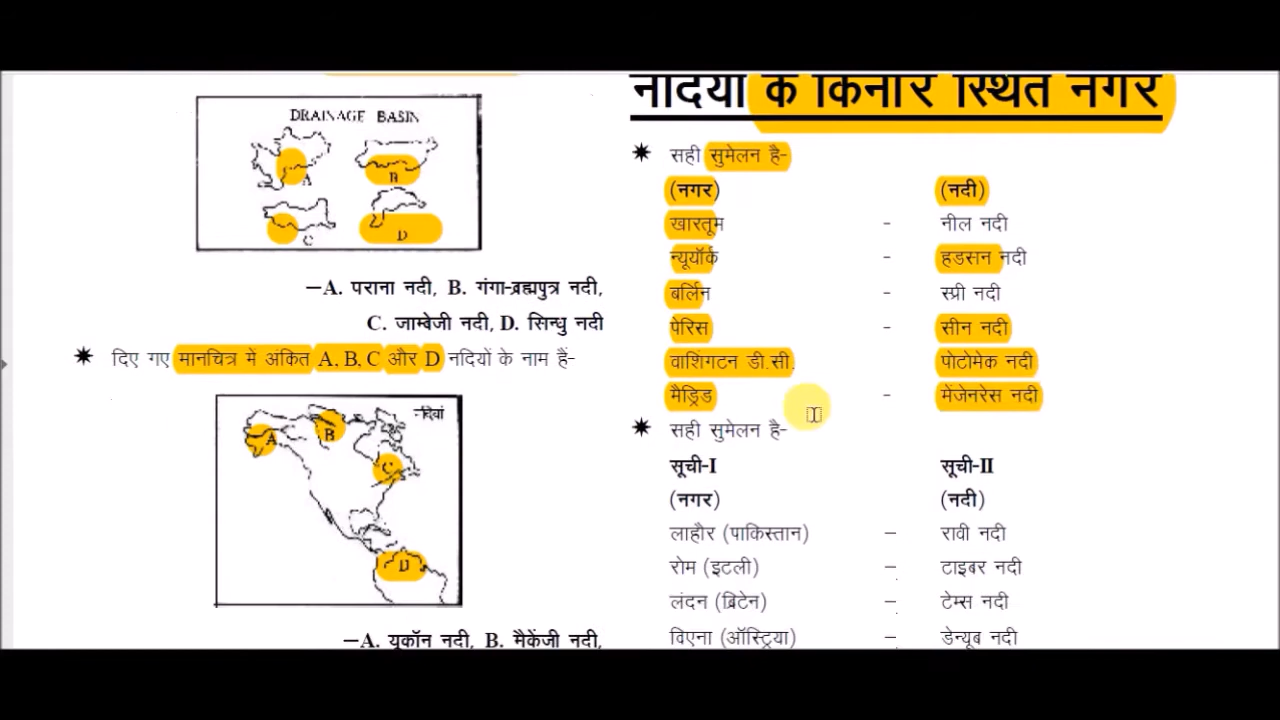 DRAINAGE BASIN
A
B
C
D
–A. पराना नदी, B. गंगा-ब्रह्मपुत्र नदी,
C. जाम्बेजी नदी, D. सिन्धु नदी
✶ दिए गए मानचित्र में अंकित A, B, C और D नदियों के नाम हैं-
A
B
C
D
–A. यूकॉन नदी, B. मैकेंजी नदी,
नदियों के किनारे स्थित नगर
✶ सही सुमेलन है-
(नगर) (नदी)
खारतूम - नील नदी
न्यूयॉर्क - हडसन नदी
बर्लिन - स्प्री नदी
पेरिस - सीन नदी
वाशिगटन डी.सी. पोटोमेक नदी
मैड्रिड - मेंजेनरेस नदी
✶ सही सुमेलन है-
सूची-I सूची-II
(नगर) (नदी)
लाहौर (पाकिस्तान) – रावी नदी
रोम (इटली) – टाइबर नदी
लंदन (ब्रिटेन) – टेम्स नदी
विएना (ऑस्ट्रिया) – डेन्यूब नदी